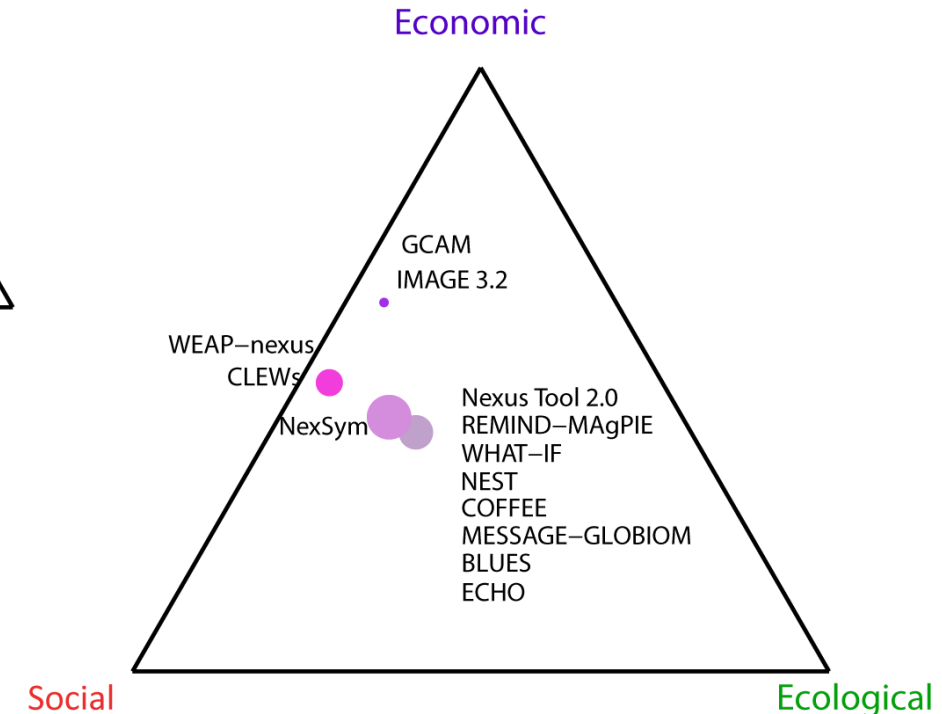 Economic
GCAM
IMAGE 3.2
WEAP–nexus
CLEWs
NexSym
Nexus Tool 2.0
REMIND–MAgPIE
WHAT–IF
NEST
COFFEE
MESSAGE–GLOBIOM
BLUES
ECHO
Social
Ecological